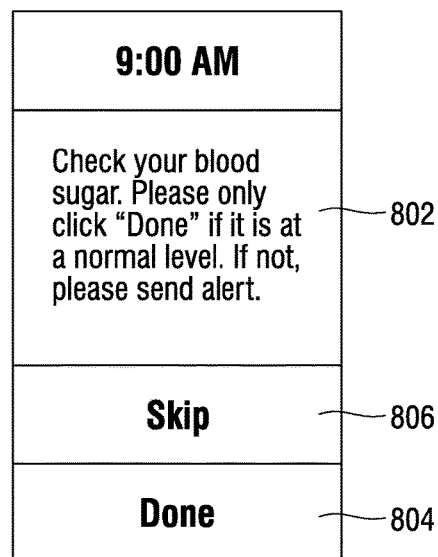 9:00 AM
Check your blood
sugar. Please only
click “Done” if it is at
a normal level. If not,
please send alert.
802
Skip
806
Done
804